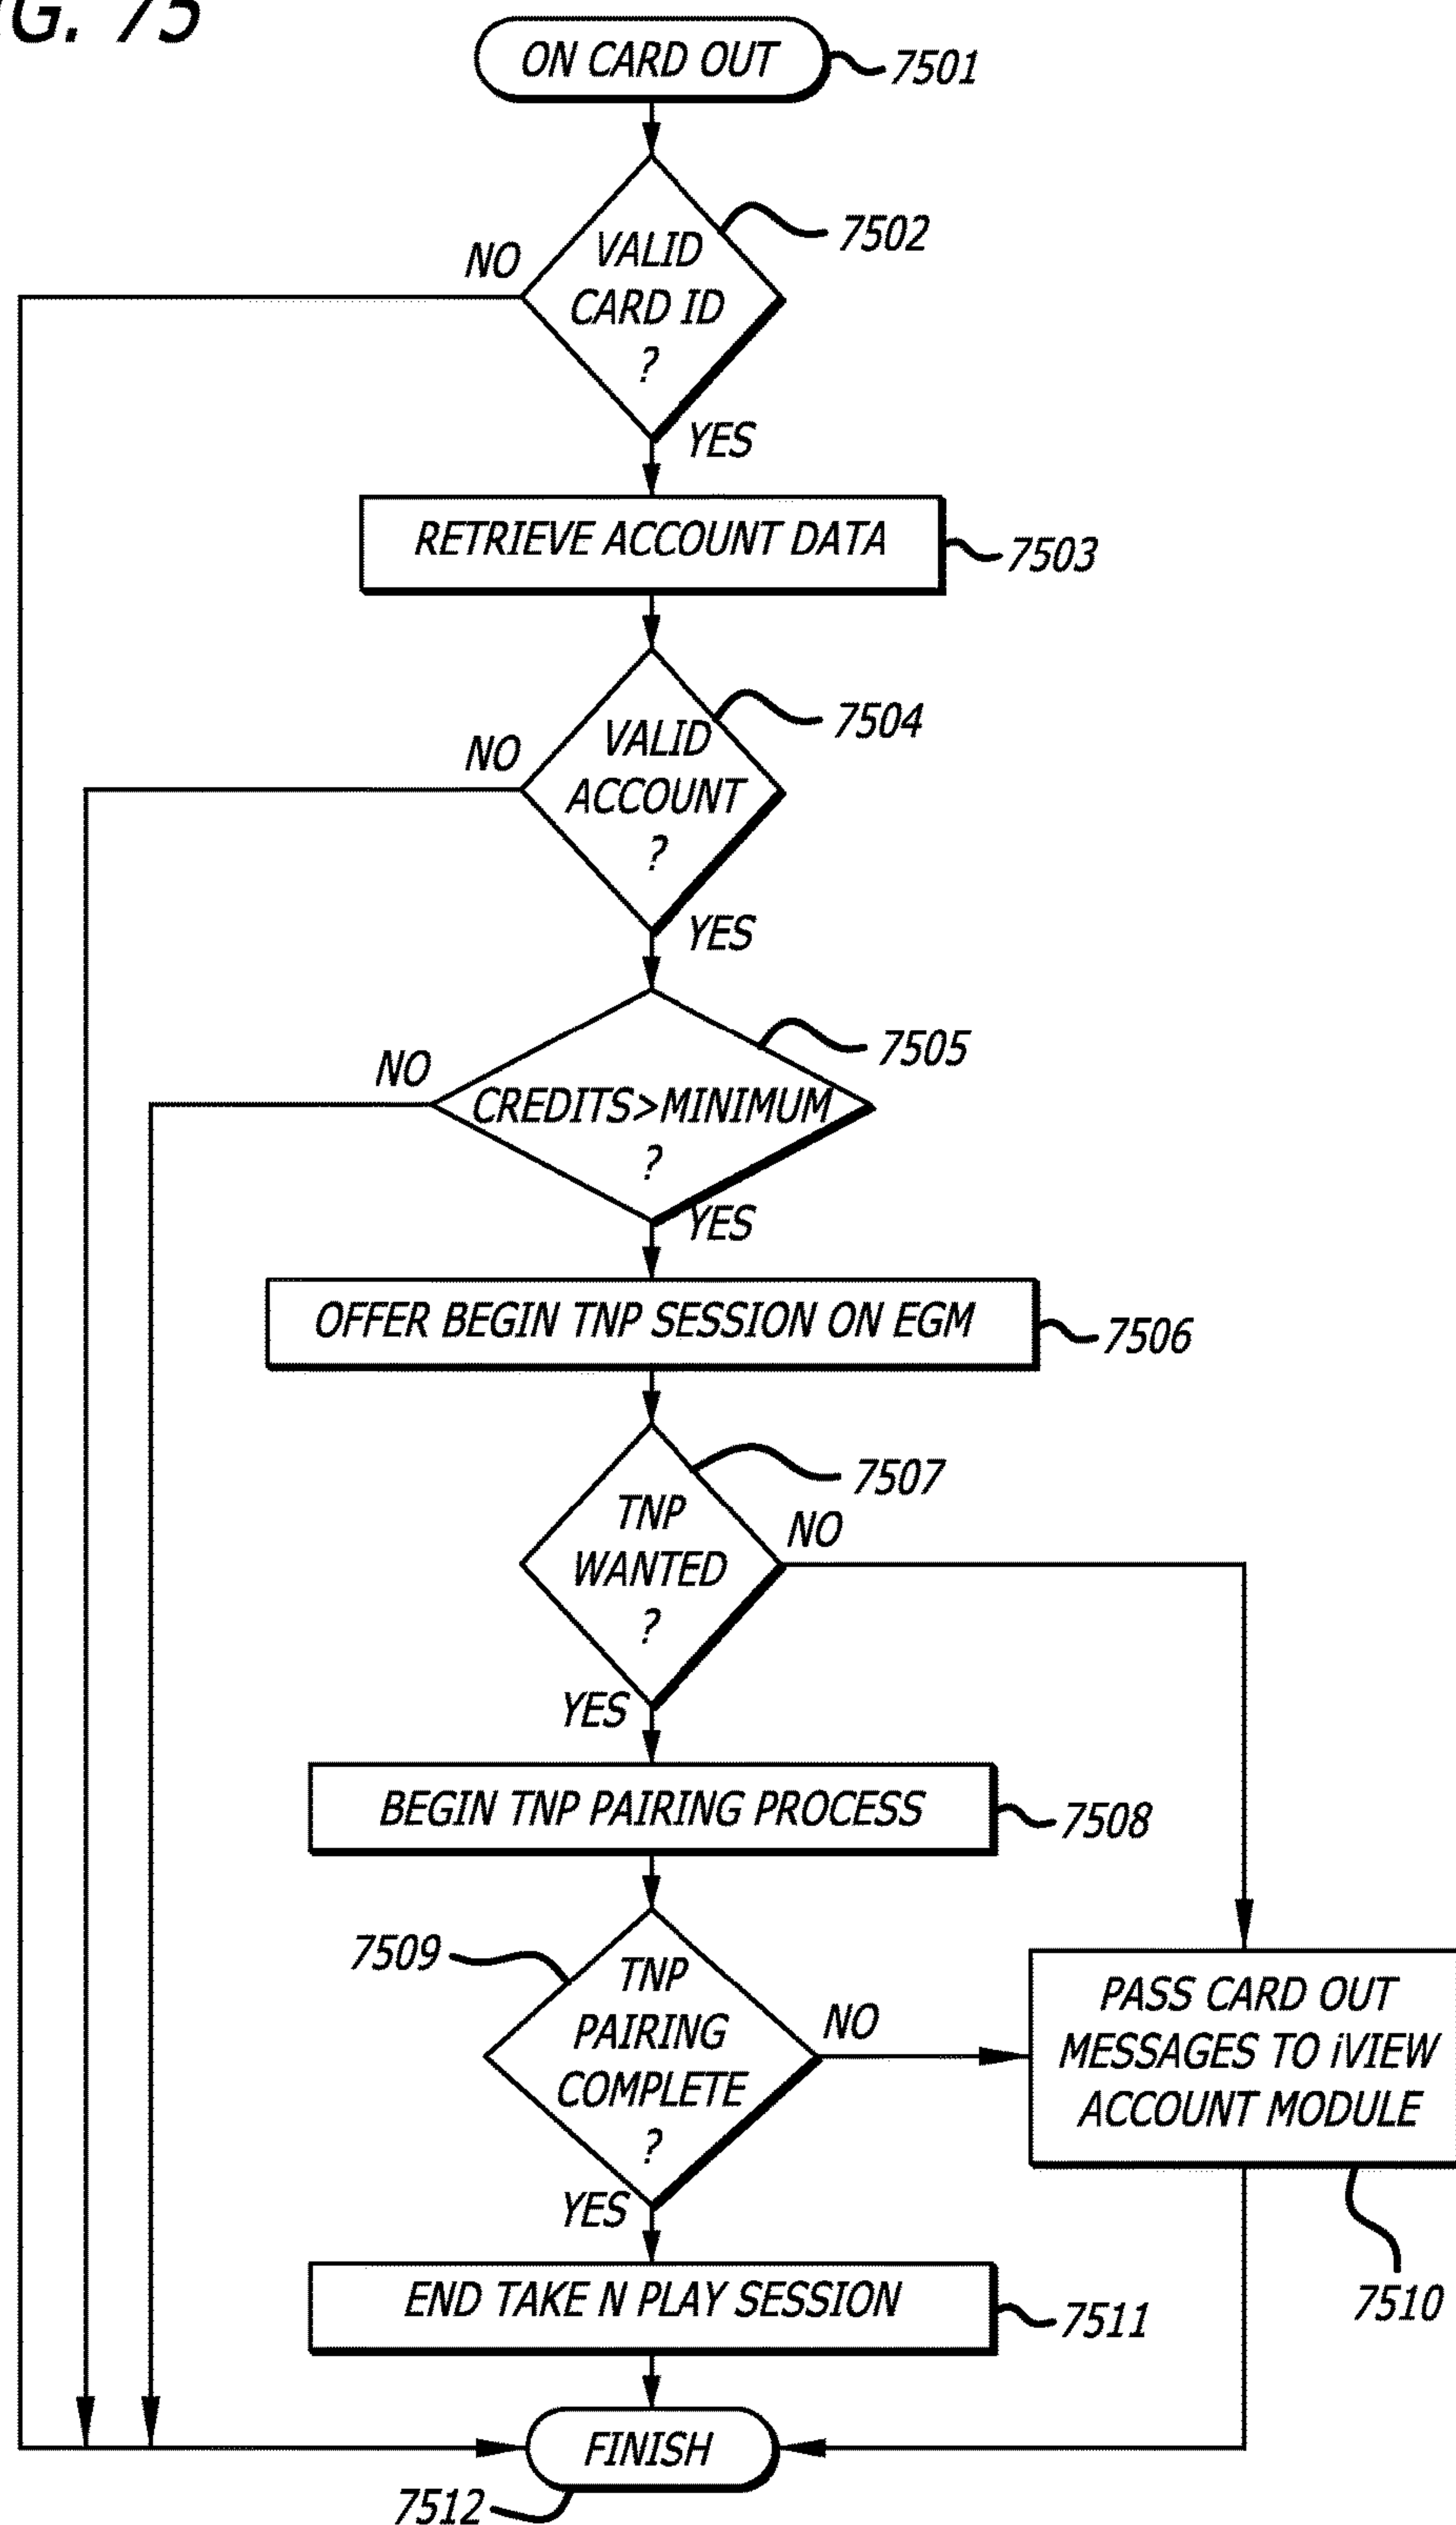 G. 75
ON CARD OUT
7501
VALID
CARD ID
?
7502
NO
YES
RETRIEVE ACCOUNT DATA
7503
VALID
ACCOUNT
?
7504
NO
YES
CREDITS>MINIMUM
?
7505
NO
YES
OFFER BEGIN TNP SESSION ON EGM
7506
TNP
WANTED
?
7507
NO
YES
BEGIN TNP PAIRING PROCESS
7508
7509
TNP
PAIRING
COMPLETE
?
NO
YES
PASS CARD OUT
MESSAGES TO iVIEW
ACCOUNT MODULE
7510
END TAKE N PLAY SESSION
7511
FINISH
7512